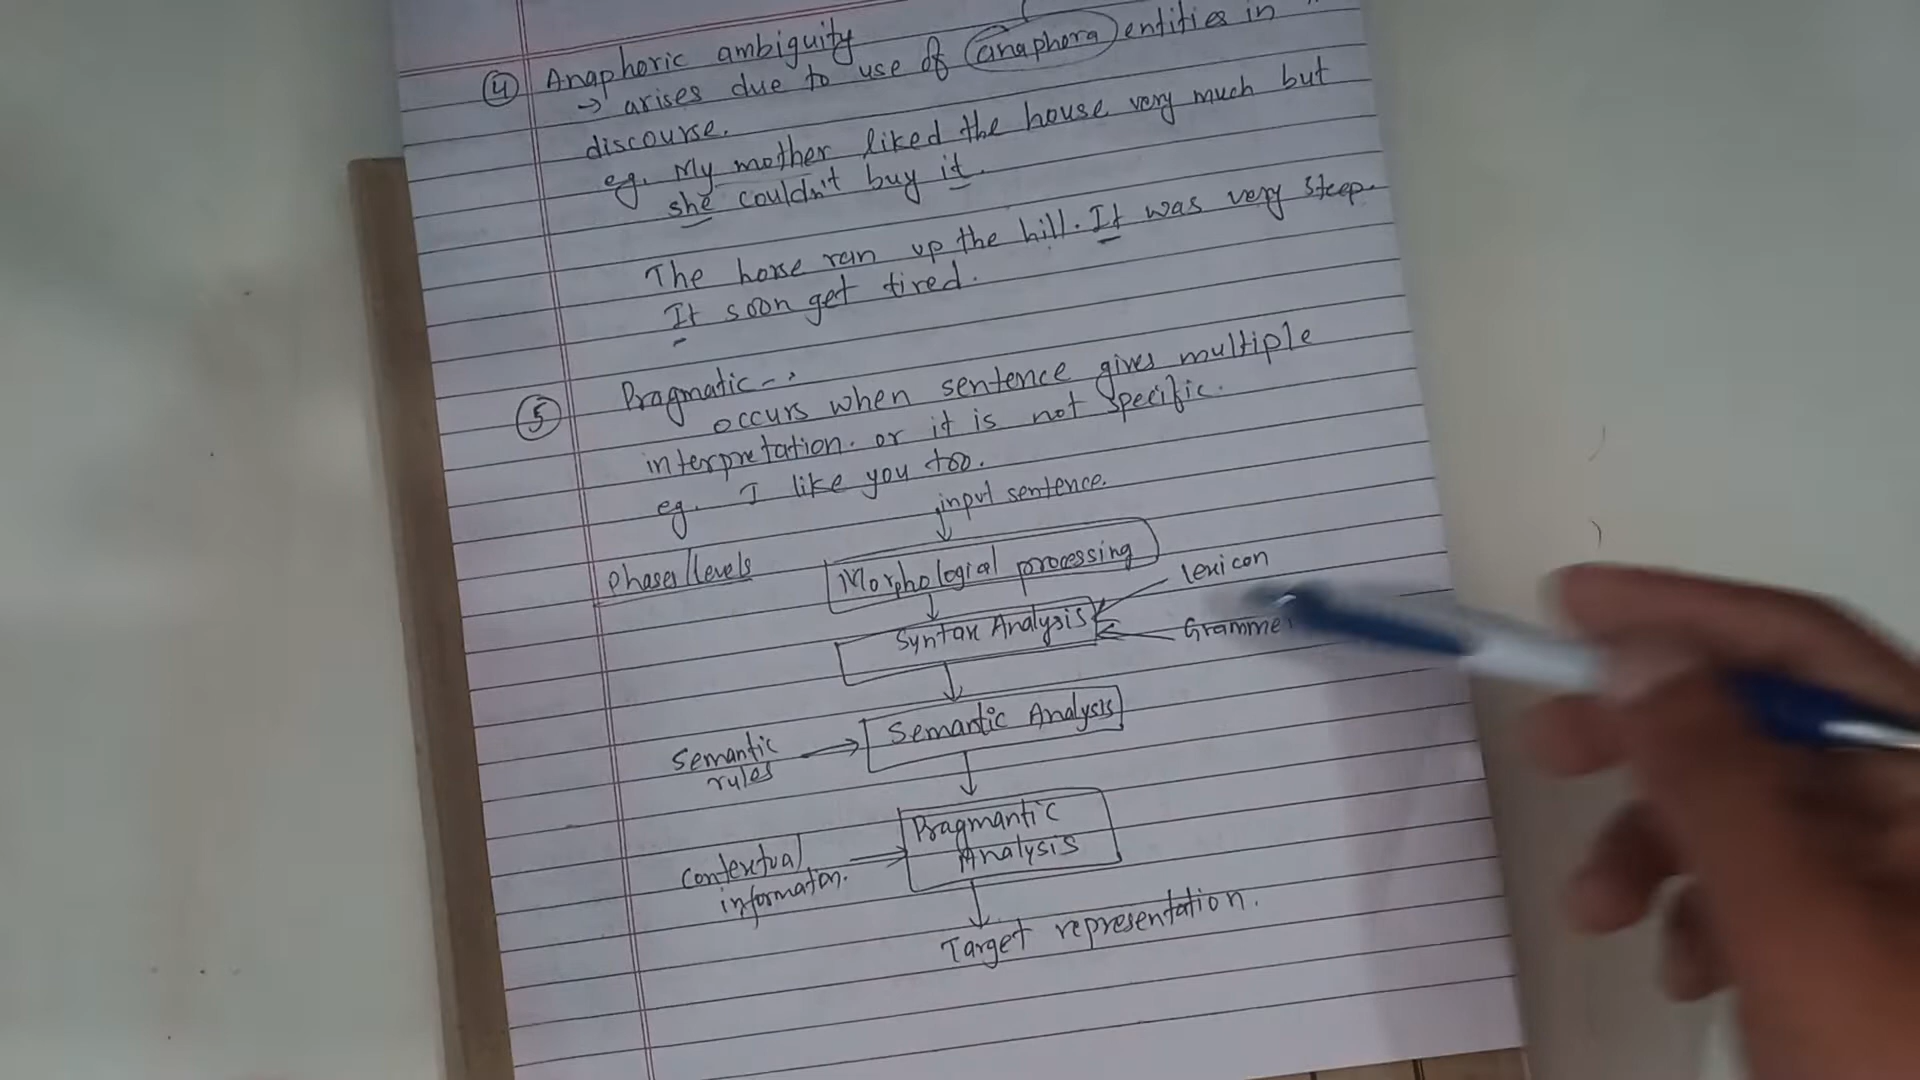 ④ Anaphoric ambiguity
→ arises due to use of anaphora entities in
discourse.
eg. My mother liked the house very much but
she couldn't buy it.
The horse ran up the hill. It was very steep.
It soon get tired.
⑤ Pragmatic -:
occurs when sentence gives multiple
interpretation. or it is not specific.
eg. I like you too.
input sentence.
Phases/levels
Morphological processing
lexicon
Syntax Analysis
Gramme
Semantic Analysis
Semantic
rules
Pragmantic
Analysis
Contextual
informaton.
Target representation.